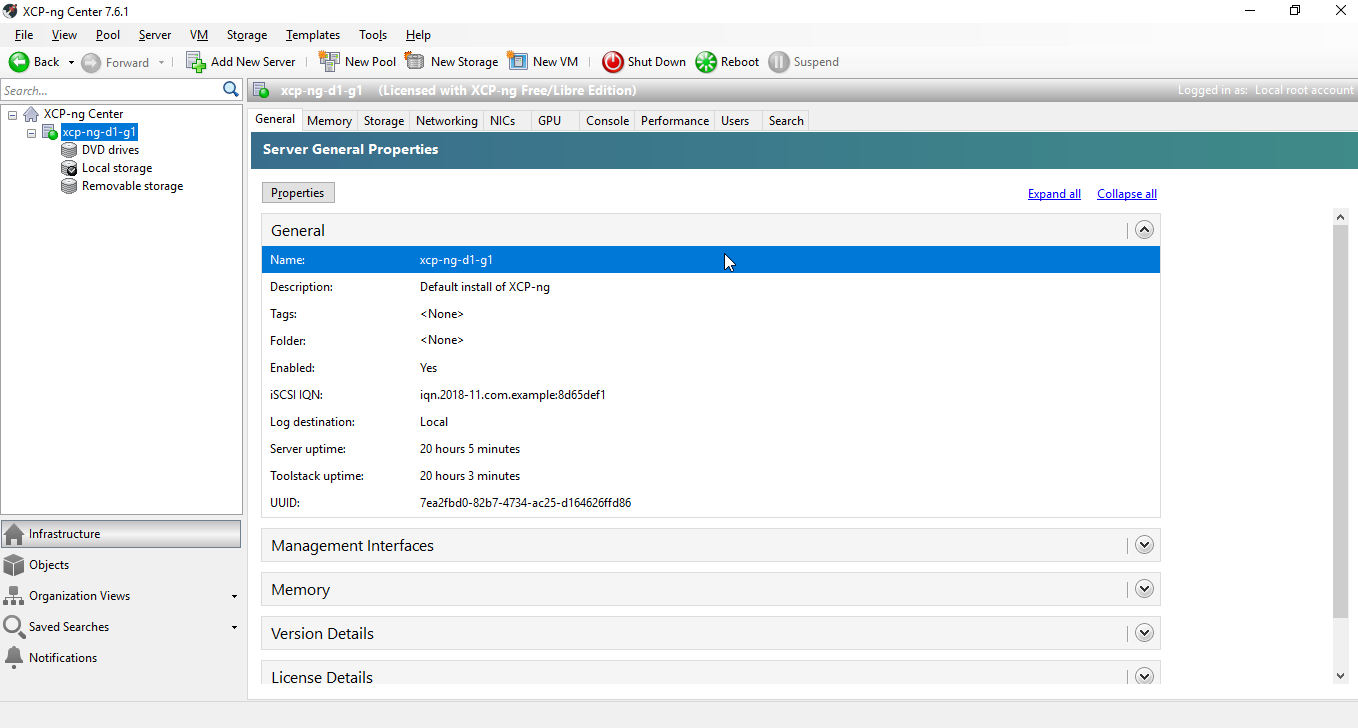 XCP-ng Center 7.6.1
File View Pool Server VM Storage Templates Tools Help
Back Forward Add New Server New Pool New Storage New VM Shut Down Reboot Suspend
Search...
xcp-ng-d1-g1 (Licensed with XCP-ng Free/Libre Edition) Logged in as: Local root account
XCP-ng Center
xcp-ng-d1-g1
DVD drives
Local storage
Removable storage
Infrastructure
Objects
Organization Views
Saved Searches
Notifications
General Memory Storage Networking NICs GPU Console Performance Users Search
Server General Properties
Properties Expand all Collapse all
General
Name: xcp-ng-d1-g1
Description: Default install of XCP-ng
Tags: <None>
Folder: <None>
Enabled: Yes
iSCSI IQN: iqn.2018-11.com.example:8d65def1
Log destination: Local
Server uptime: 20 hours 5 minutes
Toolstack uptime: 20 hours 3 minutes
UUID: 7ea2fbd0-82b7-4734-ac25-d164626ffd86
Management Interfaces
Memory
Version Details
License Details